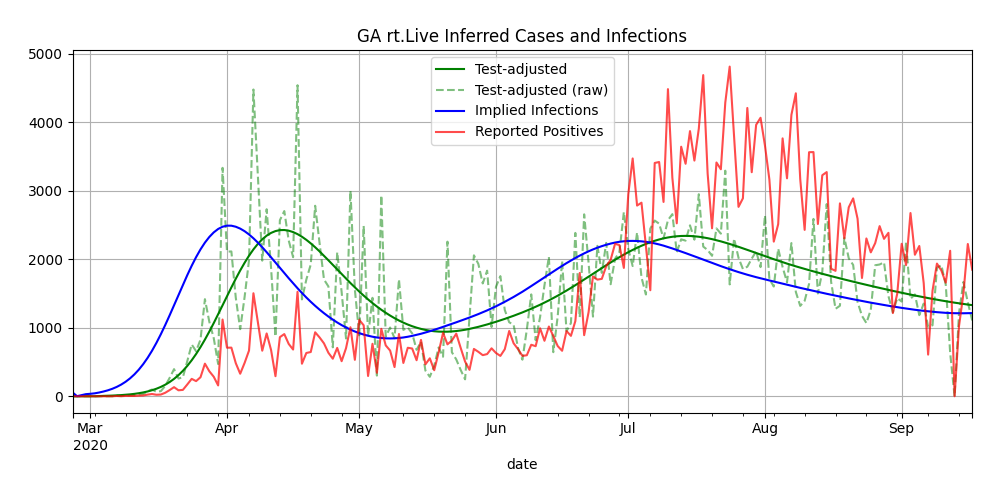 GA rt.Live Inferred Cases and Infections
Test-adjusted
Test-adjusted (raw)
Implied Infections
Reported Positives
5000
4000
3000
2000
1000
0
Mar Apr May Jun Jul Aug Sep
2020
date